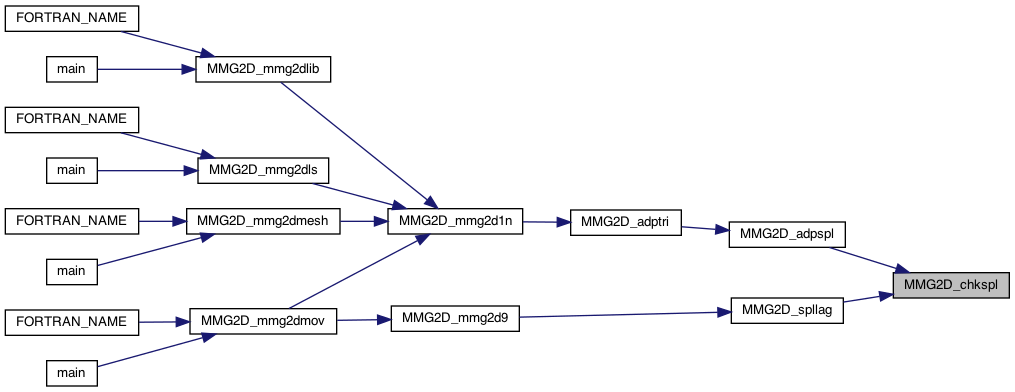 FORTRAN_NAME
main
MMG2D_mmg2dlib
FORTRAN_NAME
main
MMG2D_mmg2dls
FORTRAN_NAME
main
MMG2D_mmg2dmesh
MMG2D_mmg2d1n
MMG2D_adptri
MMG2D_adpspl
MMG2D_chkspl
FORTRAN_NAME
main
MMG2D_mmg2dmov
MMG2D_mmg2d9
MMG2D_spllag